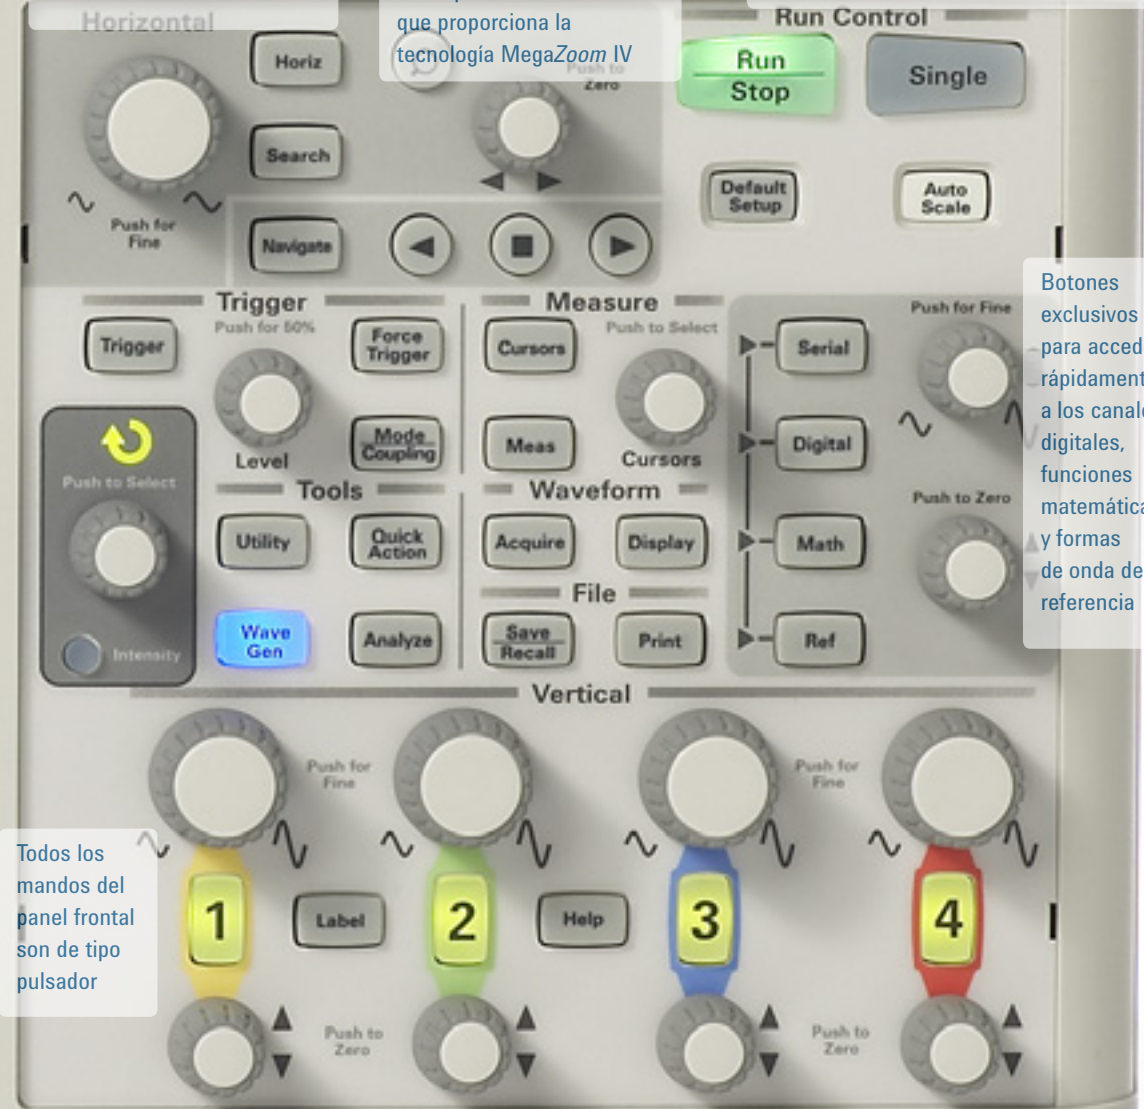 que proporciona la
tecnología MegaZoom IV
Horizontal
Horiz
Push to
Zero
Search
Push for
Fine
Navigate
Run Control
Run
Stop
Single
Default
Setup
Auto
Scale
Trigger
Push for 50%
Trigger
Force
Trigger
Level
Mode
Coupling
Measure
Push to Select
Cursors
Meas
Cursors
Push for Fine
Serial
Digital
Push to Zero
Math
Ref
Botones
exclusivos
para acced
rápidament
a los canale
digitales,
funciones
matemática
y formas
de onda de
referencia
Push to Select
Intensity
Tools
Utility
Quick
Action
Wave
Gen
Analyze
Waveform
Acquire
Display
File
Save
Recall
Print
Vertical
Push for
Fine
Push for
Fine
Todos los
mandos del
panel frontal
son de tipo
pulsador
1
Label
2
Help
3
4
Push to
Zero
Push to
Zero